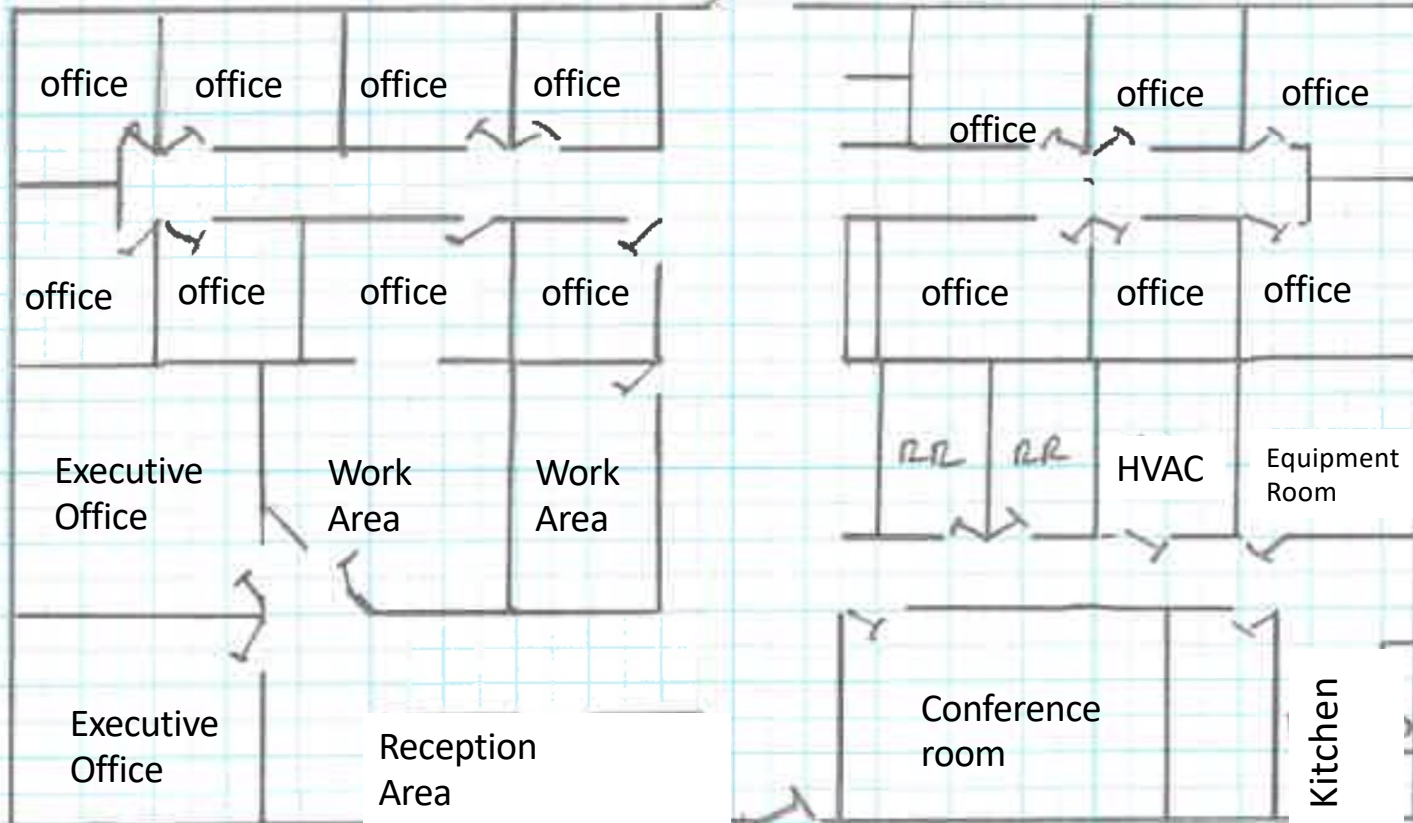 office
office
office
office
office
office
office
office
office
office
office
office
office
office
Executive
Office
Work
Area
Work
Area
RR
RR
HVAC
Equipment
Room
Executive
Office
Reception
Area
Conference
room
Kitchen